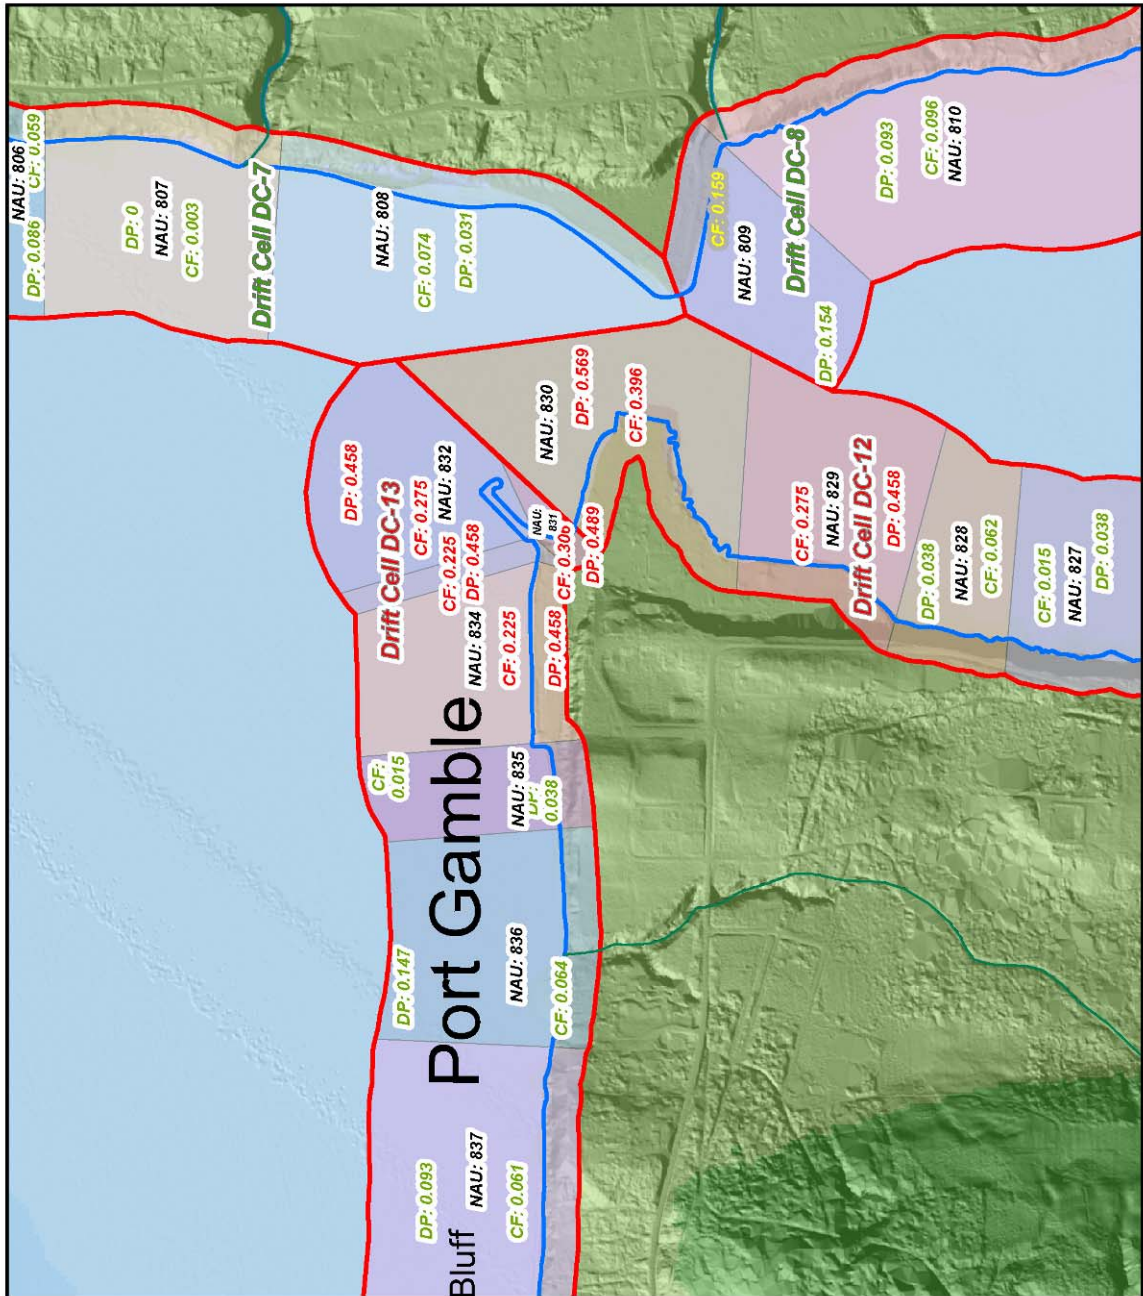 NAU: 806
CF: 0.059
DP: 0.086
DP: 0
NAU: 807
CF: 0.003
Drift Cell DC-7
NAU: 808
CF: 0.074
DP: 0.031
CF: 0.159
NAU: 809
Drift Cell DC-8
DP: 0.154
DP: 0.093
CF: 0.096
NAU: 810
NAU: 830
DP: 0.569
CF: 0.396
DP: 0.458
Drift Cell DC-13
CF: 0.275
NAU: 832
CF: 0.225
DP: 0.458
NAU:
831
DP: 0.489
NAU: 834
CF: 0.225
DP: 0.458
CF: 0.275
NAU: 829
Drift Cell DC-12
DP: 0.458
DP: 0.038
NAU: 828
CF: 0.062
CF: 0.015
NAU: 827
DP: 0.038
CF:
0.015
NAU: 835
DP:
0.038
Port Gamble
DP: 0.147
NAU: 836
CF: 0.064
DP: 0.093
NAU: 837
CF: 0.061
Bluff